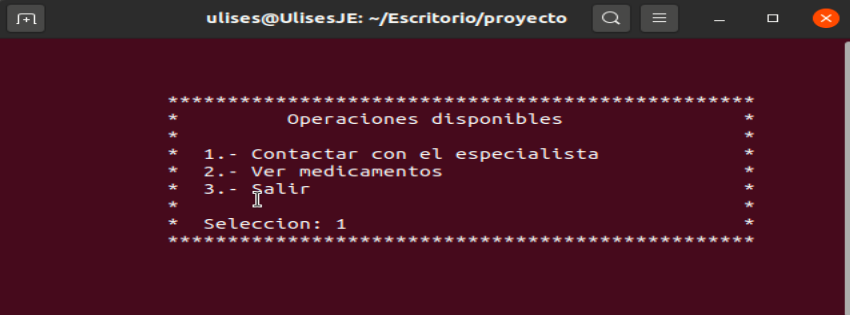 ulises@UlisesJE: ~/Escritorio/proyecto
*************************************************
* Operaciones disponibles *
* *
* 1.- Contactar con el especialista *
* 2.- Ver medicamentos *
* 3.- Salir *
* *
* Seleccion: 1 *
*************************************************